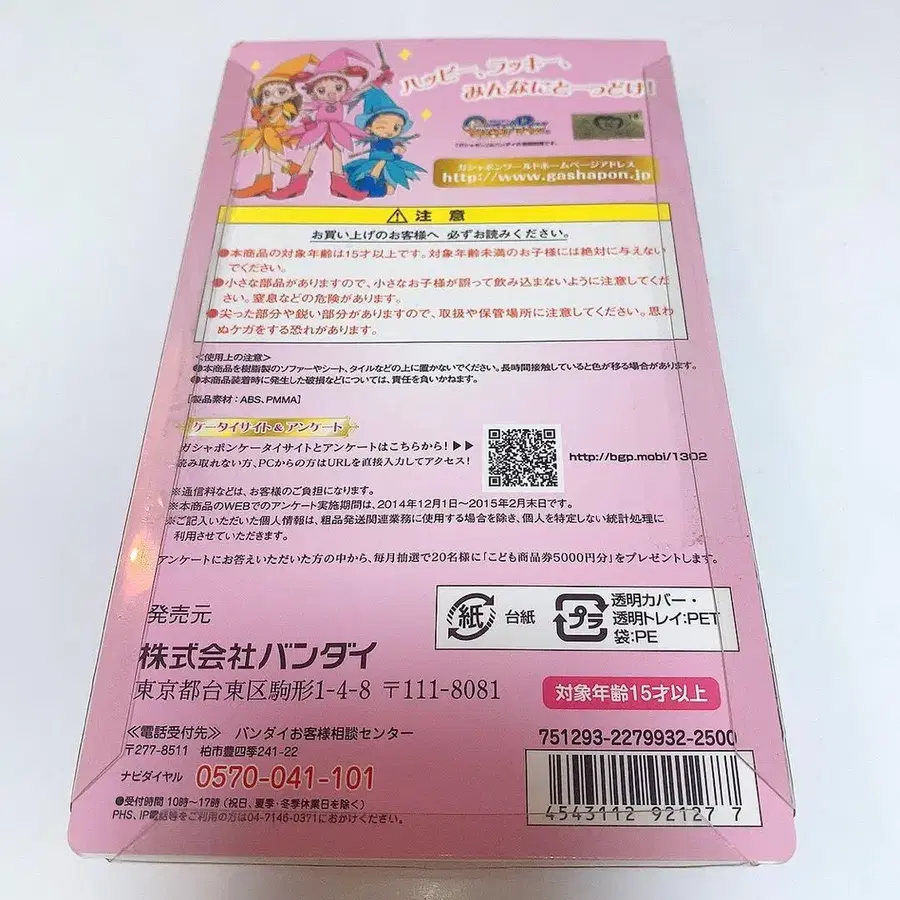 ハッピー、ラッキー、
みんなにとーっどけ!
ガシャポンワールドホームページアドレス
http://www.gashapon.jp
注意
お買い上げのお客様へ 必ずお読みください。
●本商品の対象年齢は15才以上です。対象年齢未満のお子様には絶対に与えない
でください。
●小さな部品がありますので、小さなお子様が誤って飲み込まないように注意してくだ
さい。窒息などの危険があります。
●尖った部分や鋭い部分がありますので、取扱や保管場所に注意してください。思わ
ぬケガをする恐れがあります。
<使用上の注意>
●本商品を樹脂製のソファーやシート、タイルなどの上に置かないでください。長時間接触していると色が移る場合があります。
●本商品装着時に発生した破損などについては、責任を負いかねます。
[製品素材:ABS、PMMA]
ケータイサイト&アンケート
ガシャポンケータイサイトとアンケートはこちらから!▶▶
読み取れない方、PCからの方はURLを直接入力してアクセス!
http://bgp.mobi/1302
※通信料などは、お客様のご負担になります。
※本商品のWEBでのアンケート実施期間は、2014年12月1日〜2015年2月末日です。
※ご記入いただいた個人情報は、粗品発送関連業務に使用する場合を除き、個人を特定しない統計処理に
利用させていただきます。
アンケートにお答えいただいた方の中から、毎月抽選で20名様に「こども商品券5000円分」をプレゼントします。
発売元
紙 台紙
プラ
透明カバー・
透明トレイ:PET
袋:PE
株式会社バンダイ
東京都台東区駒形1-4-8 〒111-8081
対象年齢15才以上
≪電話受付先≫ バンダイお客様相談センター
〒277-8511 柏市豊四季241-22
ナビダイヤル 0570-041-101
●受付時間 10時〜17時(祝日、夏季・冬季休業日を除く)
PHS、IP電話等をご利用の方は04-7146-0371におかけください。
751293-2279932-2500
4543112 921277